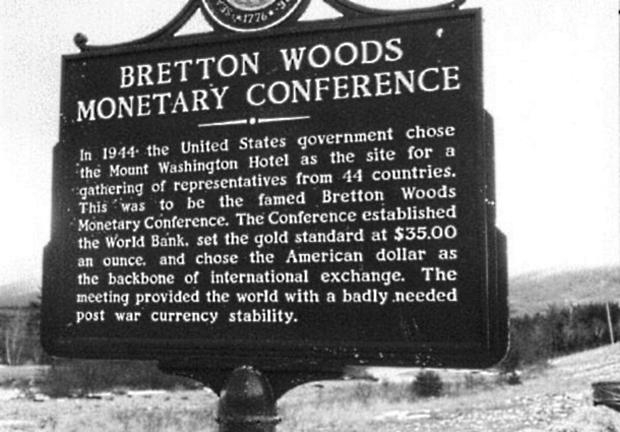 1776
BRETTON WOODS
MONETARY CONFERENCE
In 1944 the United States government chose
the Mount Washington Hotel as the site for a
gathering of representatives from 44 countries.
This was to be the famed Bretton Woods
Monetary Conference. The Conference established
the World Bank, set the gold standard at $35.00
an ounce, and chose the American dollar as
the backbone of international exchange. The
meeting provided the world with a badly needed
post war currency stability.